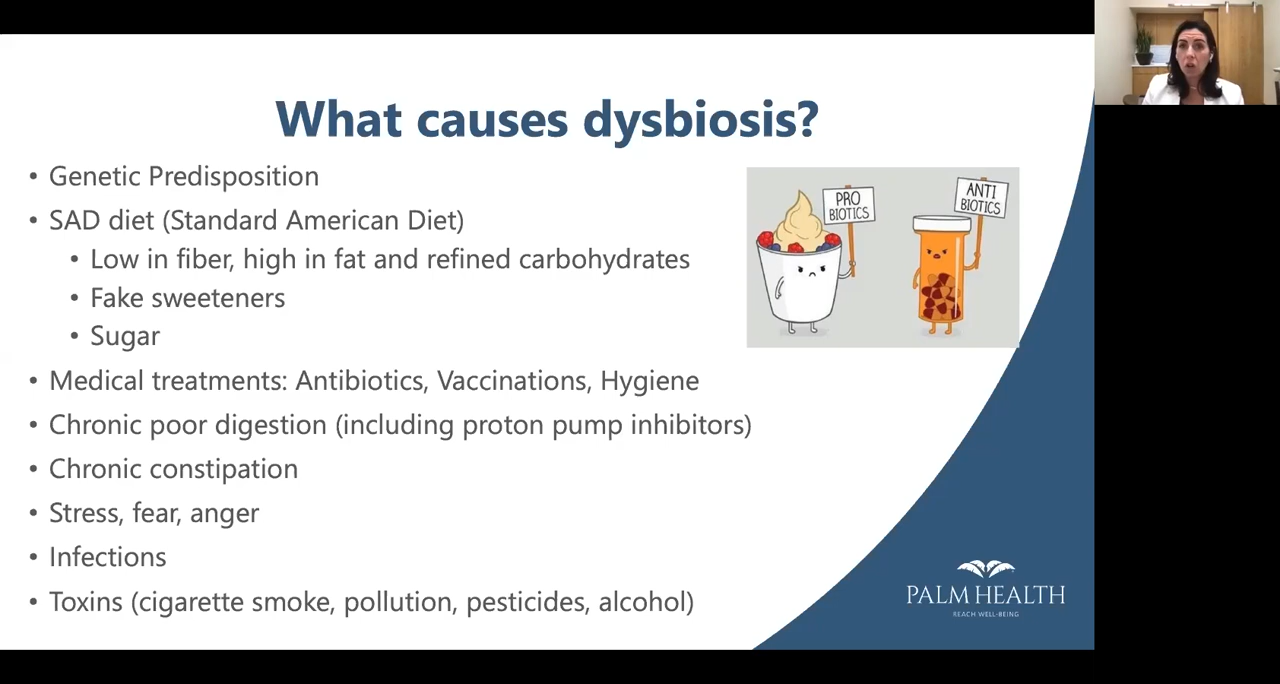 What causes dysbiosis?
• Genetic Predisposition
• SAD diet (Standard American Diet)
• Low in fiber, high in fat and refined carbohydrates
• Fake sweeteners
• Sugar
• Medical treatments: Antibiotics, Vaccinations, Hygiene
• Chronic poor digestion (including proton pump inhibitors)
• Chronic constipation
• Stress, fear, anger
• Infections
• Toxins (cigarette smoke, pollution, pesticides, alcohol)
PRO
BIOTICS
ANTI
BIOTICS
PALM HEALTH
REACH WELL-BEING